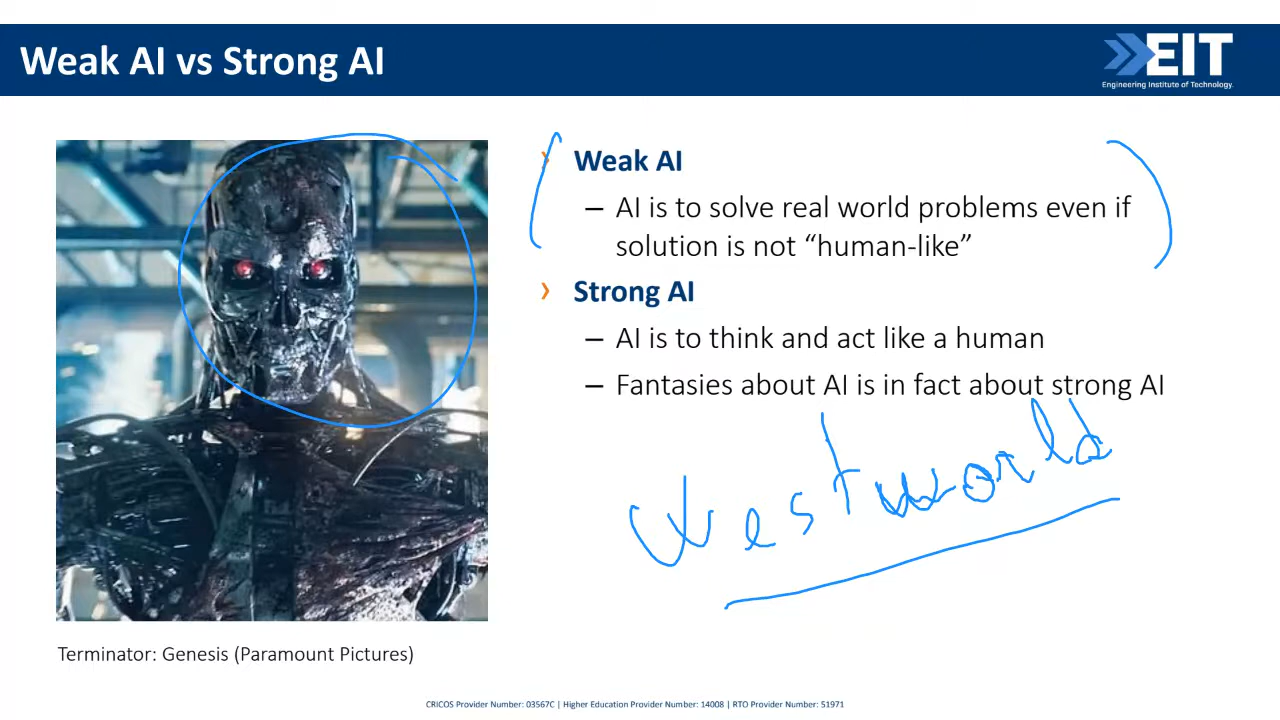 Weak AI vs Strong AI
EIT
Engineering Institute of Technology.
› Weak AI
– AI is to solve real world problems even if
solution is not “human-like”
› Strong AI
– AI is to think and act like a human
– Fantasies about AI is in fact about strong AI
Westworld
Terminator: Genesis (Paramount Pictures)
CRICOS Provider Number: 03567C | Higher Education Provider Number: 14008 | RTO Provider Number: 51971